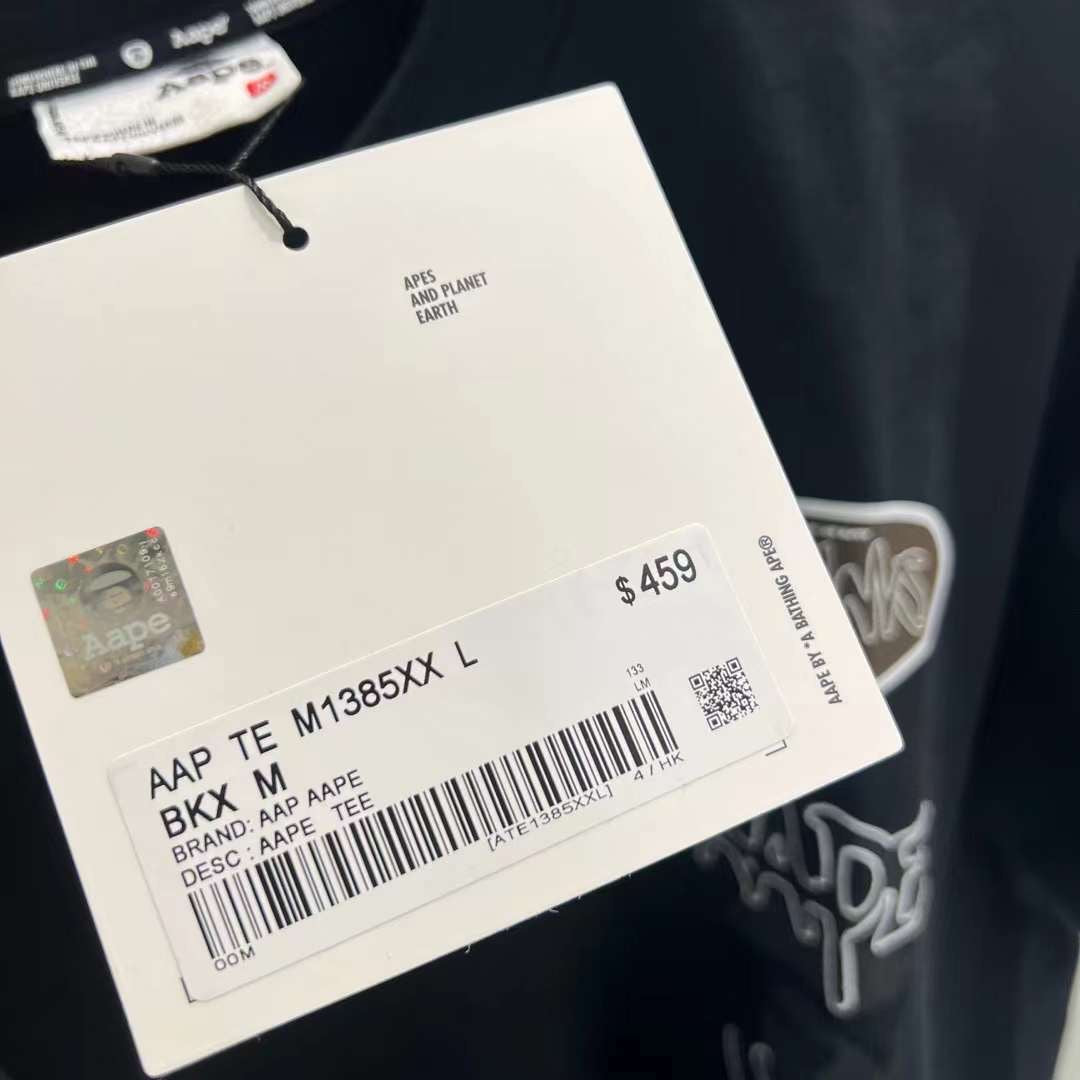 Aape
Aape
APES
AND PLANET
EARTH
Aape
$459
AAP TE M1385XX L
BKX M
BRAND: AAP AAPE
DESC : AAPE TEE
133
LM
[ATE1385XXL] 4 / HK
00M
AAPE BY *A BATHING APE®